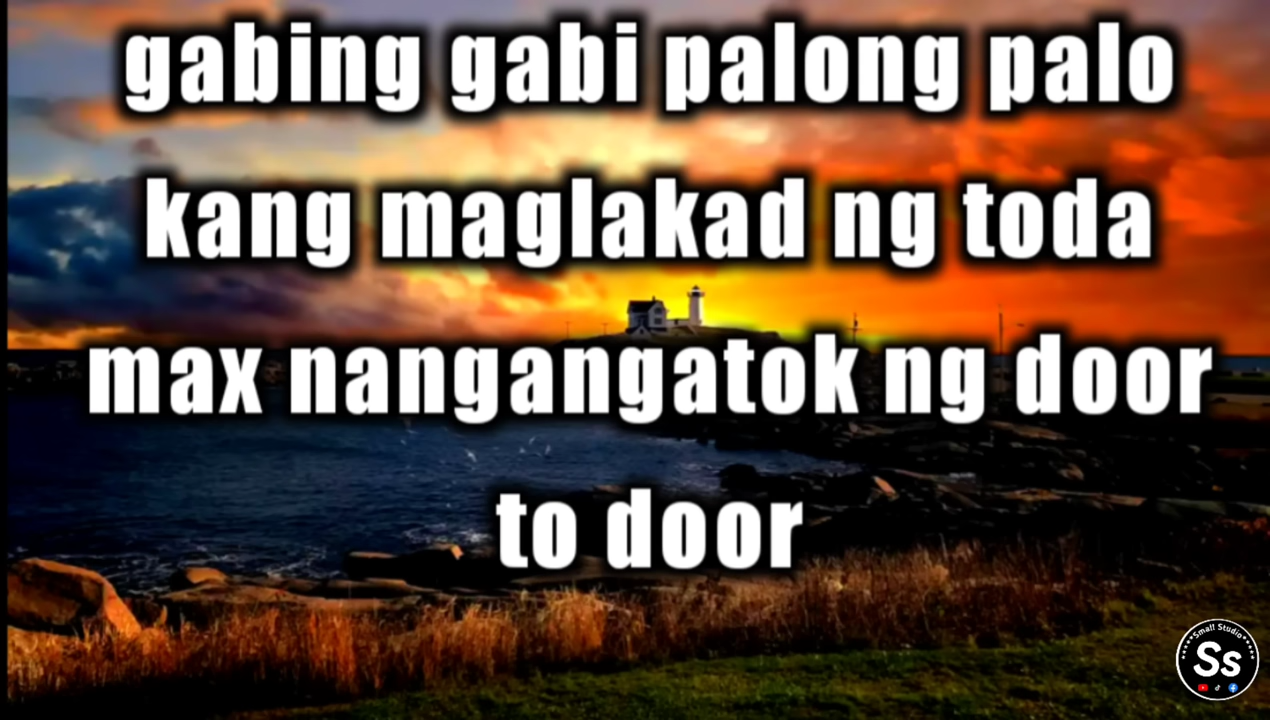 gabing gabi palong palo
kang maglakad ng toda
max nangangatok ng door
to door
Small Studio
Ss